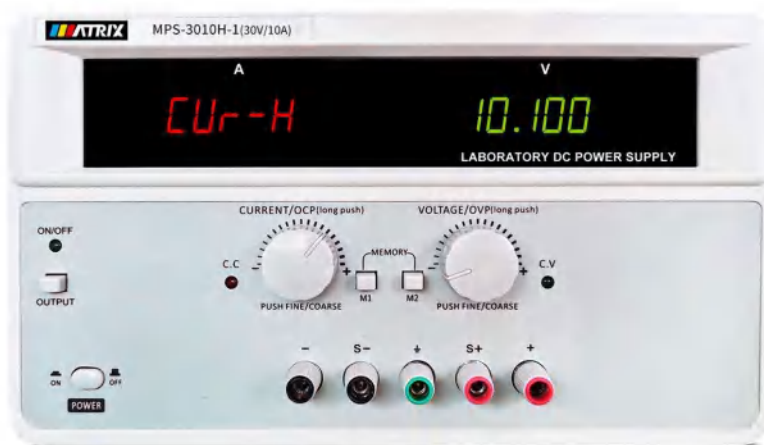 MATRIX MPS-3010H-1(30V/10A)
A V
CUr-H 10.100
LABORATORY DC POWER SUPPLY
CURRENT/OCP(long push) VOLTAGE/OVP(long push)
ON/OFF
MEMORY
C.C - + - + C.V
OUTPUT
M1 M2
PUSH FINE/COARSE PUSH FINE/COARSE
- S- S+ +
ON OFF
POWER